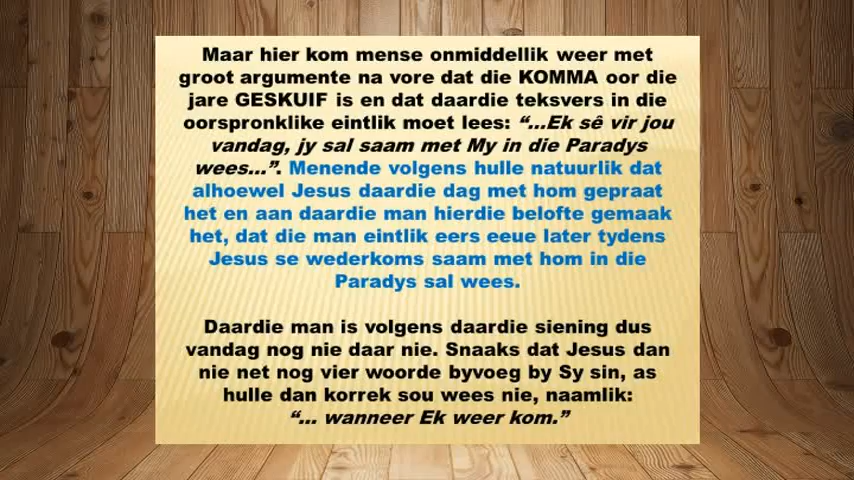 Maar hier kom mense onmiddellik weer met
groot argumente na vore dat die KOMMA oor die
jare GESKUIF is en dat daardie teksvers in die
oorspronklike eintlik moet lees: “…Ek sê vir jou
vandag, jy sal saam met My in die Paradys
wees…”. Menende volgens hulle natuurlik dat
alhoewel Jesus daardie dag met hom gepraat
het en aan daardie man hierdie belofte gemaak
het, dat die man eintlik eers eeue later tydens
Jesus se wederkoms saam met hom in die
Paradys sal wees.
Daardie man is volgens daardie siening dus
vandag nog nie daar nie. Snaaks dat Jesus dan
nie net nog vier woorde byvoeg by Sy sin, as
hulle dan korrek sou wees nie, naamlik:
“… wanneer Ek weer kom.”